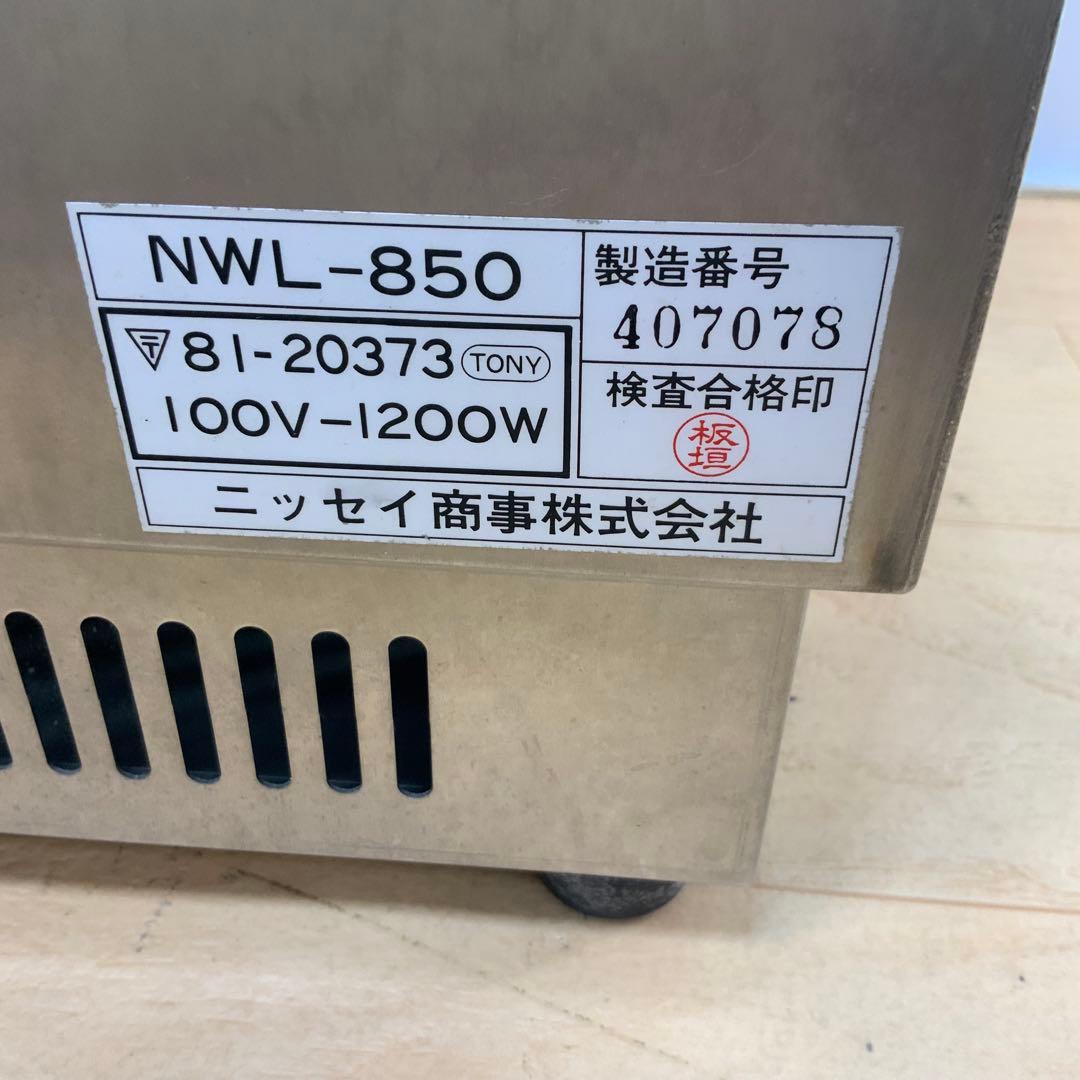 NWL-850
〒 81-20373 TONY
100V-1200W
製造番号
407078
検査合格印
板垣
ニッセイ商事株式会社